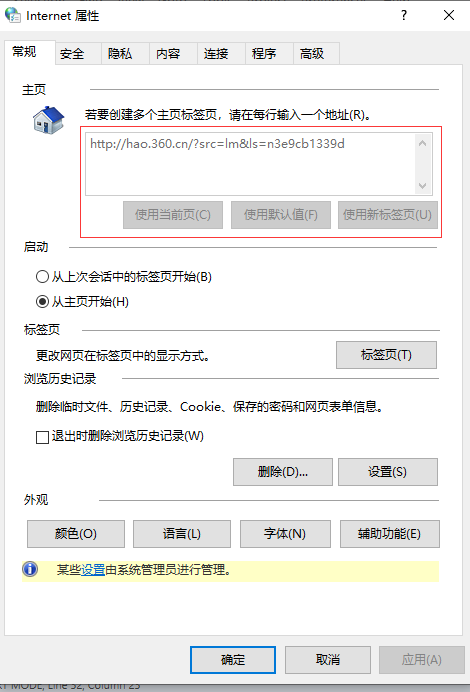 Internet 属性
常规 安全 隐私 内容 连接 程序 高级
主页
若要创建多个主页标签页，请在每行输入一个地址(R)。
http://hao.360.cn/?src=lm&ls=n3e9cb1339d
使用当前页(C) 使用默认值(F) 使用新标签页(U)
启动
从上次会话中的标签页开始(B)
从主页开始(H)
标签页
更改网页在标签页中的显示方式。 标签页(T)
浏览历史记录
删除临时文件、历史记录、Cookie、保存的密码和网页表单信息。
退出时删除浏览历史记录(W)
删除(D)... 设置(S)
外观
颜色(O) 语言(L) 字体(N) 辅助功能(E)
某些设置由系统管理员进行管理。
确定 取消 应用(A)